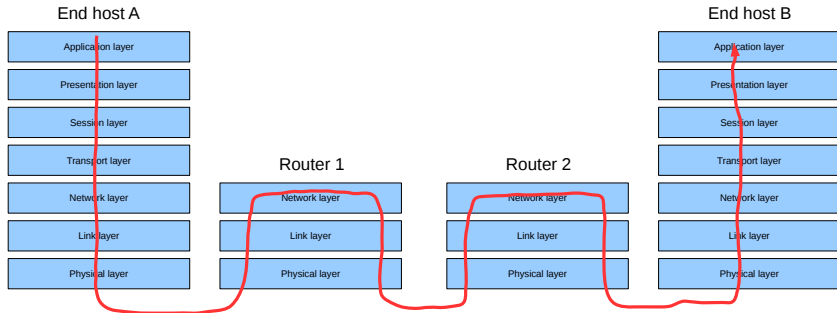 End host A
End host B
Application layer
Application layer
Presentation layer
Presentation layer
Session layer
Session layer
Transport layer
Router 1
Router 2
Transport layer
Network layer
Network layer
Network layer
Network layer
Link layer
Link layer
Link layer
Link layer
Physical layer
Physical layer
Physical layer
Physical layer